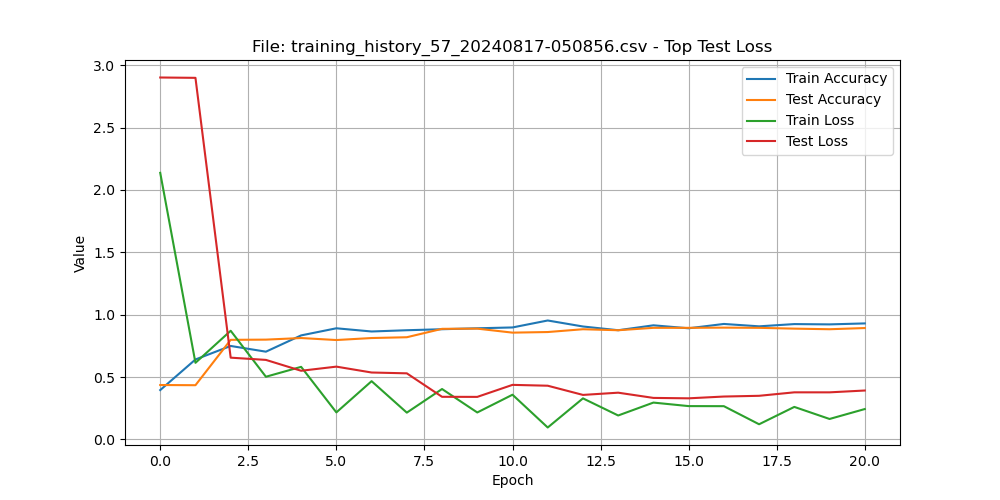 File: training_history_57_20240817-050856.csv - Top Test Loss
3.0
2.5
2.0
1.5
1.0
0.5
0.0
Value
Train Accuracy
Test Accuracy
Train Loss
Test Loss
0.0 2.5 5.0 7.5 10.0 12.5 15.0 17.5 20.0
Epoch